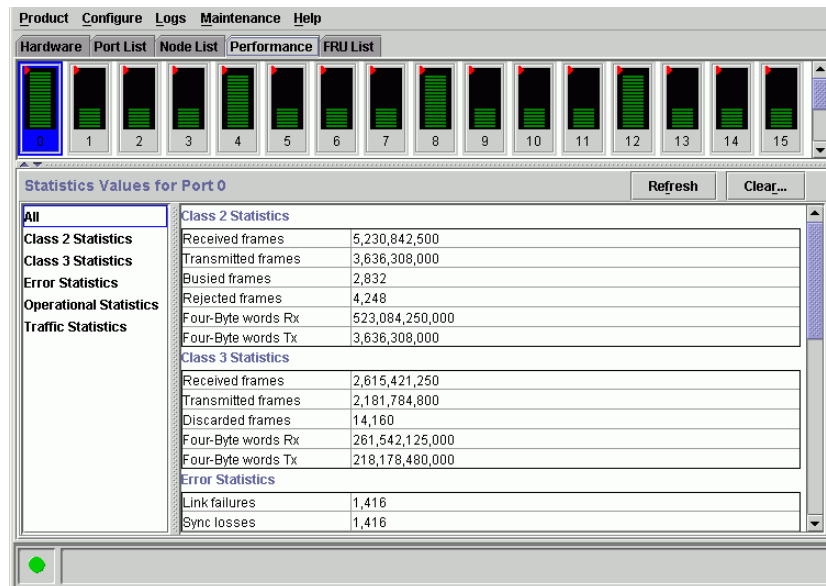 Product Configure Logs Maintenance Help
Hardware Port List Node List Performance FRU List
0 1 2 3 4 5 6 7 8 9 10 11 12 13 14 15
Statistics Values for Port 0
Refresh Clear...
All
Class 2 Statistics
Class 3 Statistics
Error Statistics
Operational Statistics
Traffic Statistics
Class 2 Statistics
Received frames 5,230,842,500
Transmitted frames 3,636,308,000
Busied frames 2,832
Rejected frames 4,248
Four-Byte words Rx 523,084,250,000
Four-Byte words Tx 3,636,308,000
Class 3 Statistics
Received frames 2,615,421,250
Transmitted frames 2,181,784,800
Discarded frames 14,160
Four-Byte words Rx 261,542,125,000
Four-Byte words Tx 218,178,480,000
Error Statistics
Link failures 1,416
Sync losses 1,416